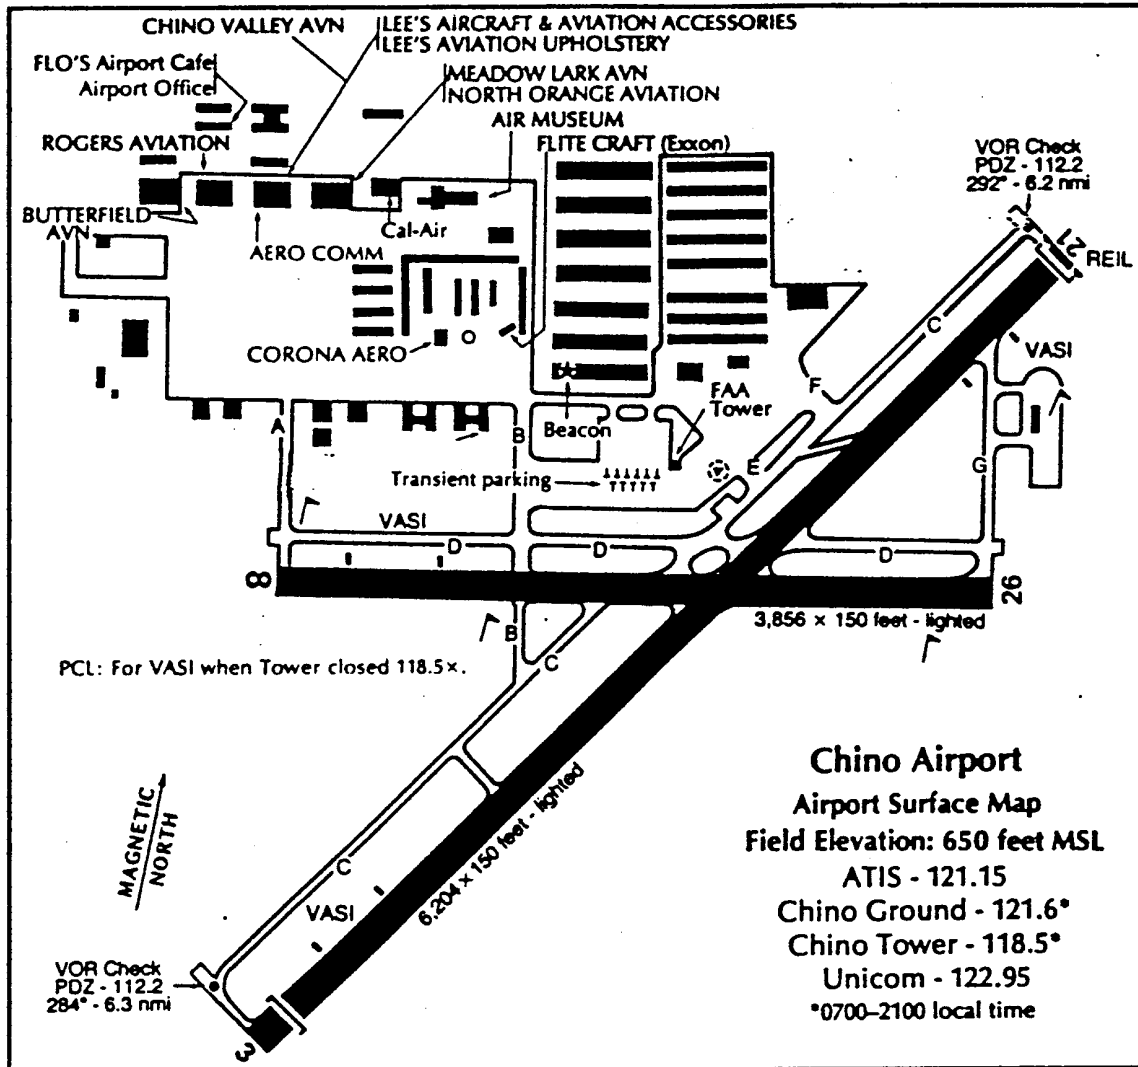 CHINO VALLEY AVN
LEE'S AIRCRAFT & AVIATION ACCESSORIES
LEE'S AVIATION UPHOLSTERY
FLO'S Airport Cafe
Airport Office
MEADOW LARK AVN
NORTH ORANGE AVIATION
AIR MUSEUM
ROGERS AVIATION
FLITE CRAFT (Exxon)
VOR Check
PDZ - 112.2
292° - 6.2 nmi
BUTTERFIELD
AVN
AERO COMM
Cal-Air
21
REIL
C
CORONA AERO
VASI
F
FAA
Tower
A
B
Beacon
E
G
Transient parking
VASI
D
D
D
8
26
3,856 × 150 feet - lighted
B
C
PCL: For VASI when Tower closed 118.5×.
MAGNETIC
NORTH
C
6,204 × 150 feet - lighted
VASI
VOR Check
PDZ - 112.2
284° - 6.3 nmi
3
Chino Airport
Airport Surface Map
Field Elevation: 650 feet MSL
ATIS - 121.15
Chino Ground - 121.6*
Chino Tower - 118.5*
Unicom - 122.95
*0700–2100 local time